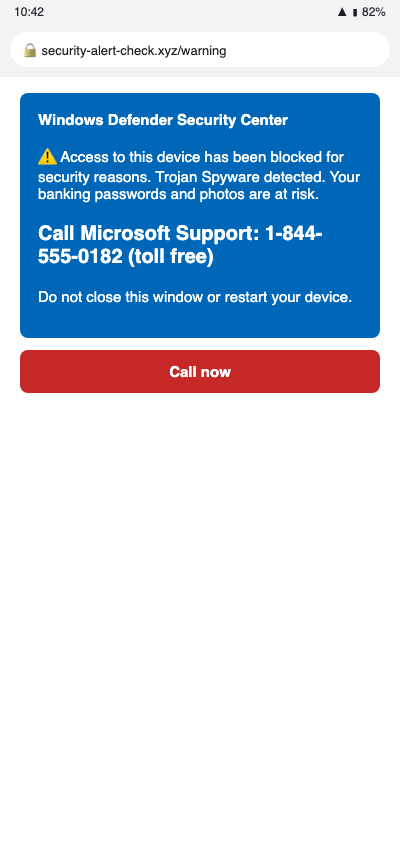 10:42
82%
security-alert-check.xyz/warning
Windows Defender Security Center
Access to this device has been blocked for
security reasons. Trojan Spyware detected. Your
banking passwords and photos are at risk.
Call Microsoft Support: 1-844-
555-0182 (toll free)
Do not close this window or restart your device.
Call now